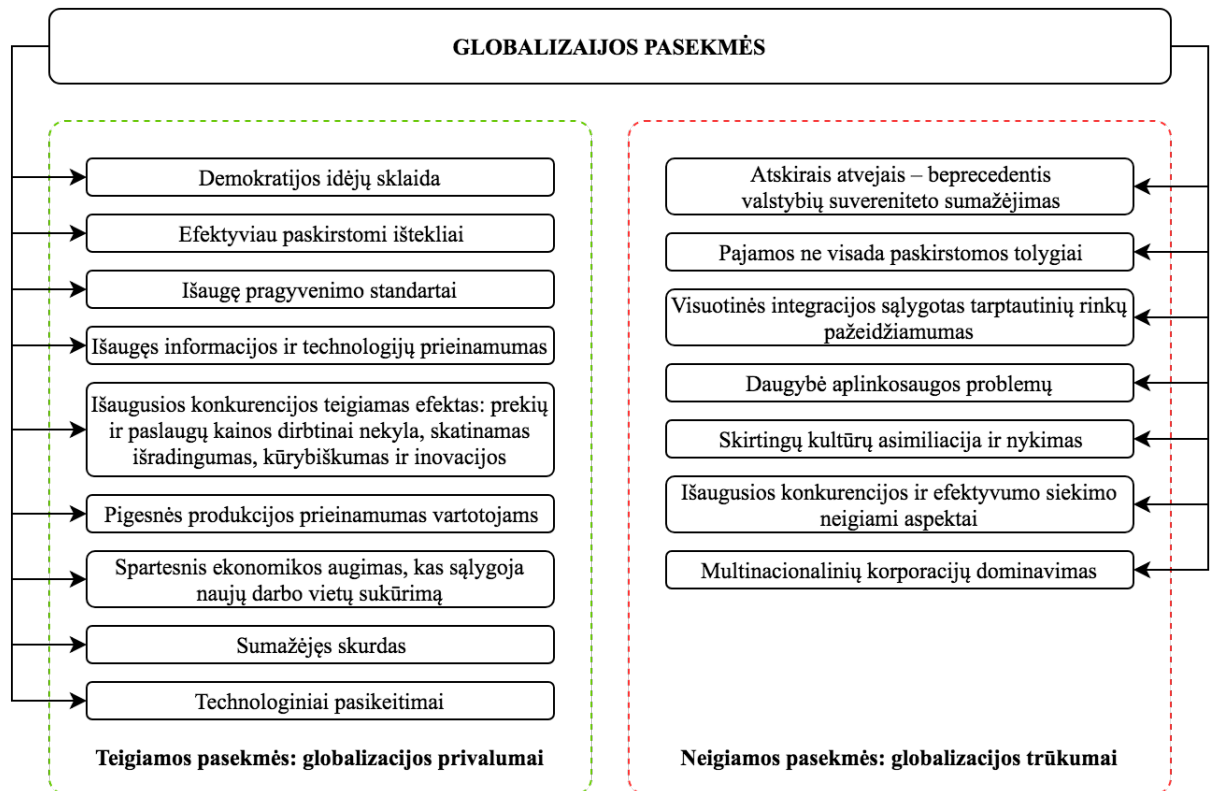 GLOBALIZAIJOS PASEKMĖS
Demokratijos idėjų sklaida
Efektyviau paskirstomi ištekliai
Išaugę pragyvenimo standartai
Išaugęs informacijos ir technologijų prieinamumas
Išaugusios konkurencijos teigiamas efektas: prekių
ir paslaugų kainos dirbtinai nekyla, skatinamas
išradingumas, kūrybiškumas ir inovacijos
Pigesnės produkcijos prieinamumas vartotojams
Spartesnis ekonomikos augimas, kas sąlygoja
naujų darbo vietų sukūrimą
Sumažėjęs skurdas
Technologiniai pasikeitimai
Teigiamos pasekmės: globalizacijos privalumai
Atskirais atvejais – beprecedentis
valstybių suvereniteto sumažėjimas
Pajamos ne visada paskirstomos tolygiai
Visuotinės integracijos sąlygotas tarptautinių rinkų
pažeidžiamumas
Daugybė aplinkosaugos problemų
Skirtingų kultūrų asimiliacija ir nykimas
Išaugusios konkurencijos ir efektyvumo siekimo
neigiami aspektai
Multinacionalinių korporacijų dominavimas
Neigiamos pasekmės: globalizacijos trūkumai